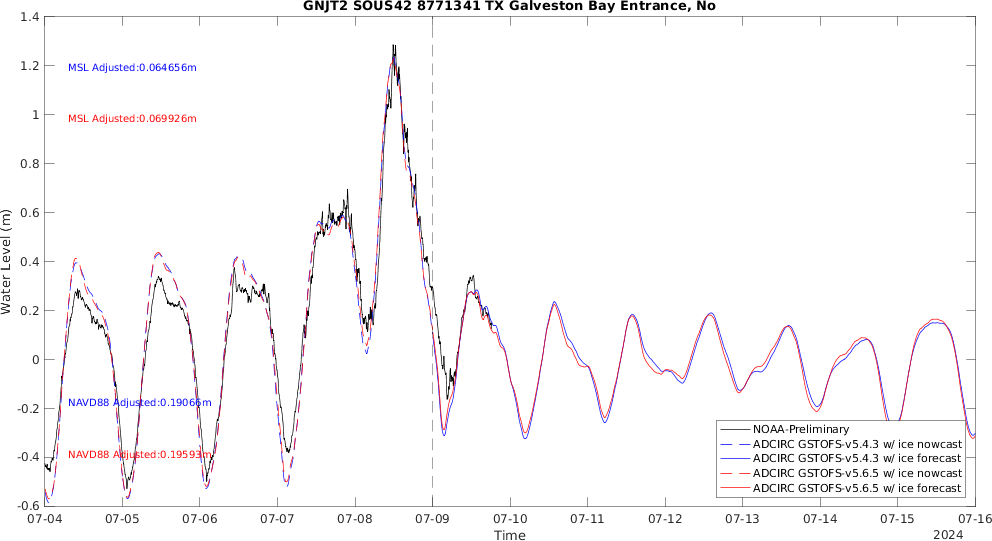 GNJT2 SOUS42 8771341 TX Galveston Bay Entrance, No
1.4
1.2
1
0.8
0.6
0.4
0.2
0
-0.2
-0.4
-0.6
Water Level (m)
MSL Adjusted:0.064656m
MSL Adjusted:0.069926m
NAVD88 Adjusted:0.19066m
NAVD88 Adjusted:0.19593m
NOAA-Preliminary
ADCIRC GSTOFS-v5.4.3 w/ ice nowcast
ADCIRC GSTOFS-v5.4.3 w/ ice forecast
ADCIRC GSTOFS-v5.6.5 w/ ice nowcast
ADCIRC GSTOFS-v5.6.5 w/ ice forecast
07-04 07-05 07-06 07-07 07-08 07-09 07-10 07-11 07-12 07-13 07-14 07-15 07-16
Time
2024